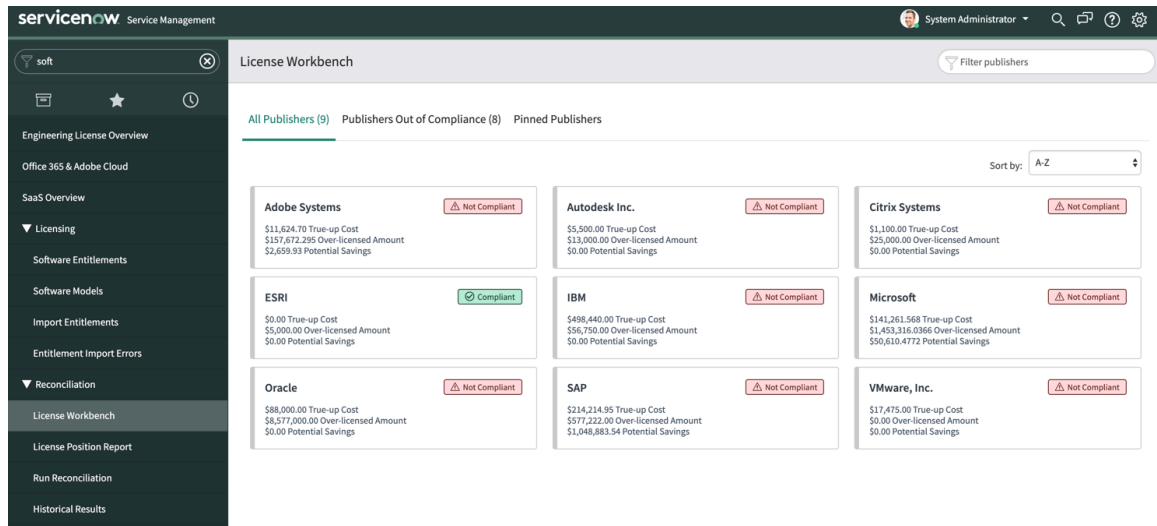 servicenow Service Management
System Administrator
soft
Engineering License Overview
Office 365 & Adobe Cloud
SaaS Overview
Licensing
Software Entitlements
Software Models
Import Entitlements
Entitlement Import Errors
Reconciliation
License Workbench
License Position Report
Run Reconciliation
Historical Results
License Workbench
Filter publishers
All Publishers (9) Publishers Out of Compliance (8) Pinned Publishers
Sort by: A-Z
Adobe Systems Not Compliant
$11,624.70 True-up Cost
$157,672.295 Over-licensed Amount
$2,659.93 Potential Savings
Autodesk Inc. Not Compliant
$5,500.00 True-up Cost
$13,000.00 Over-licensed Amount
$0.00 Potential Savings
Citrix Systems Not Compliant
$1,100.00 True-up Cost
$25,000.00 Over-licensed Amount
$0.00 Potential Savings
ESRI Compliant
$0.00 True-up Cost
$5,000.00 Over-licensed Amount
$0.00 Potential Savings
IBM Not Compliant
$498,440.00 True-up Cost
$56,750.00 Over-licensed Amount
$0.00 Potential Savings
Microsoft Not Compliant
$141,261.568 True-up Cost
$1,453,316.0366 Over-licensed Amount
$50,610.4772 Potential Savings
Oracle Not Compliant
$88,000.00 True-up Cost
$8,577,000.00 Over-licensed Amount
$0.00 Potential Savings
SAP Not Compliant
$214,214.95 True-up Cost
$577,222.00 Over-licensed Amount
$1,048,883.54 Potential Savings
VMware, Inc. Not Compliant
$17,475.00 True-up Cost
$0.00 Over-licensed Amount
$0.00 Potential Savings